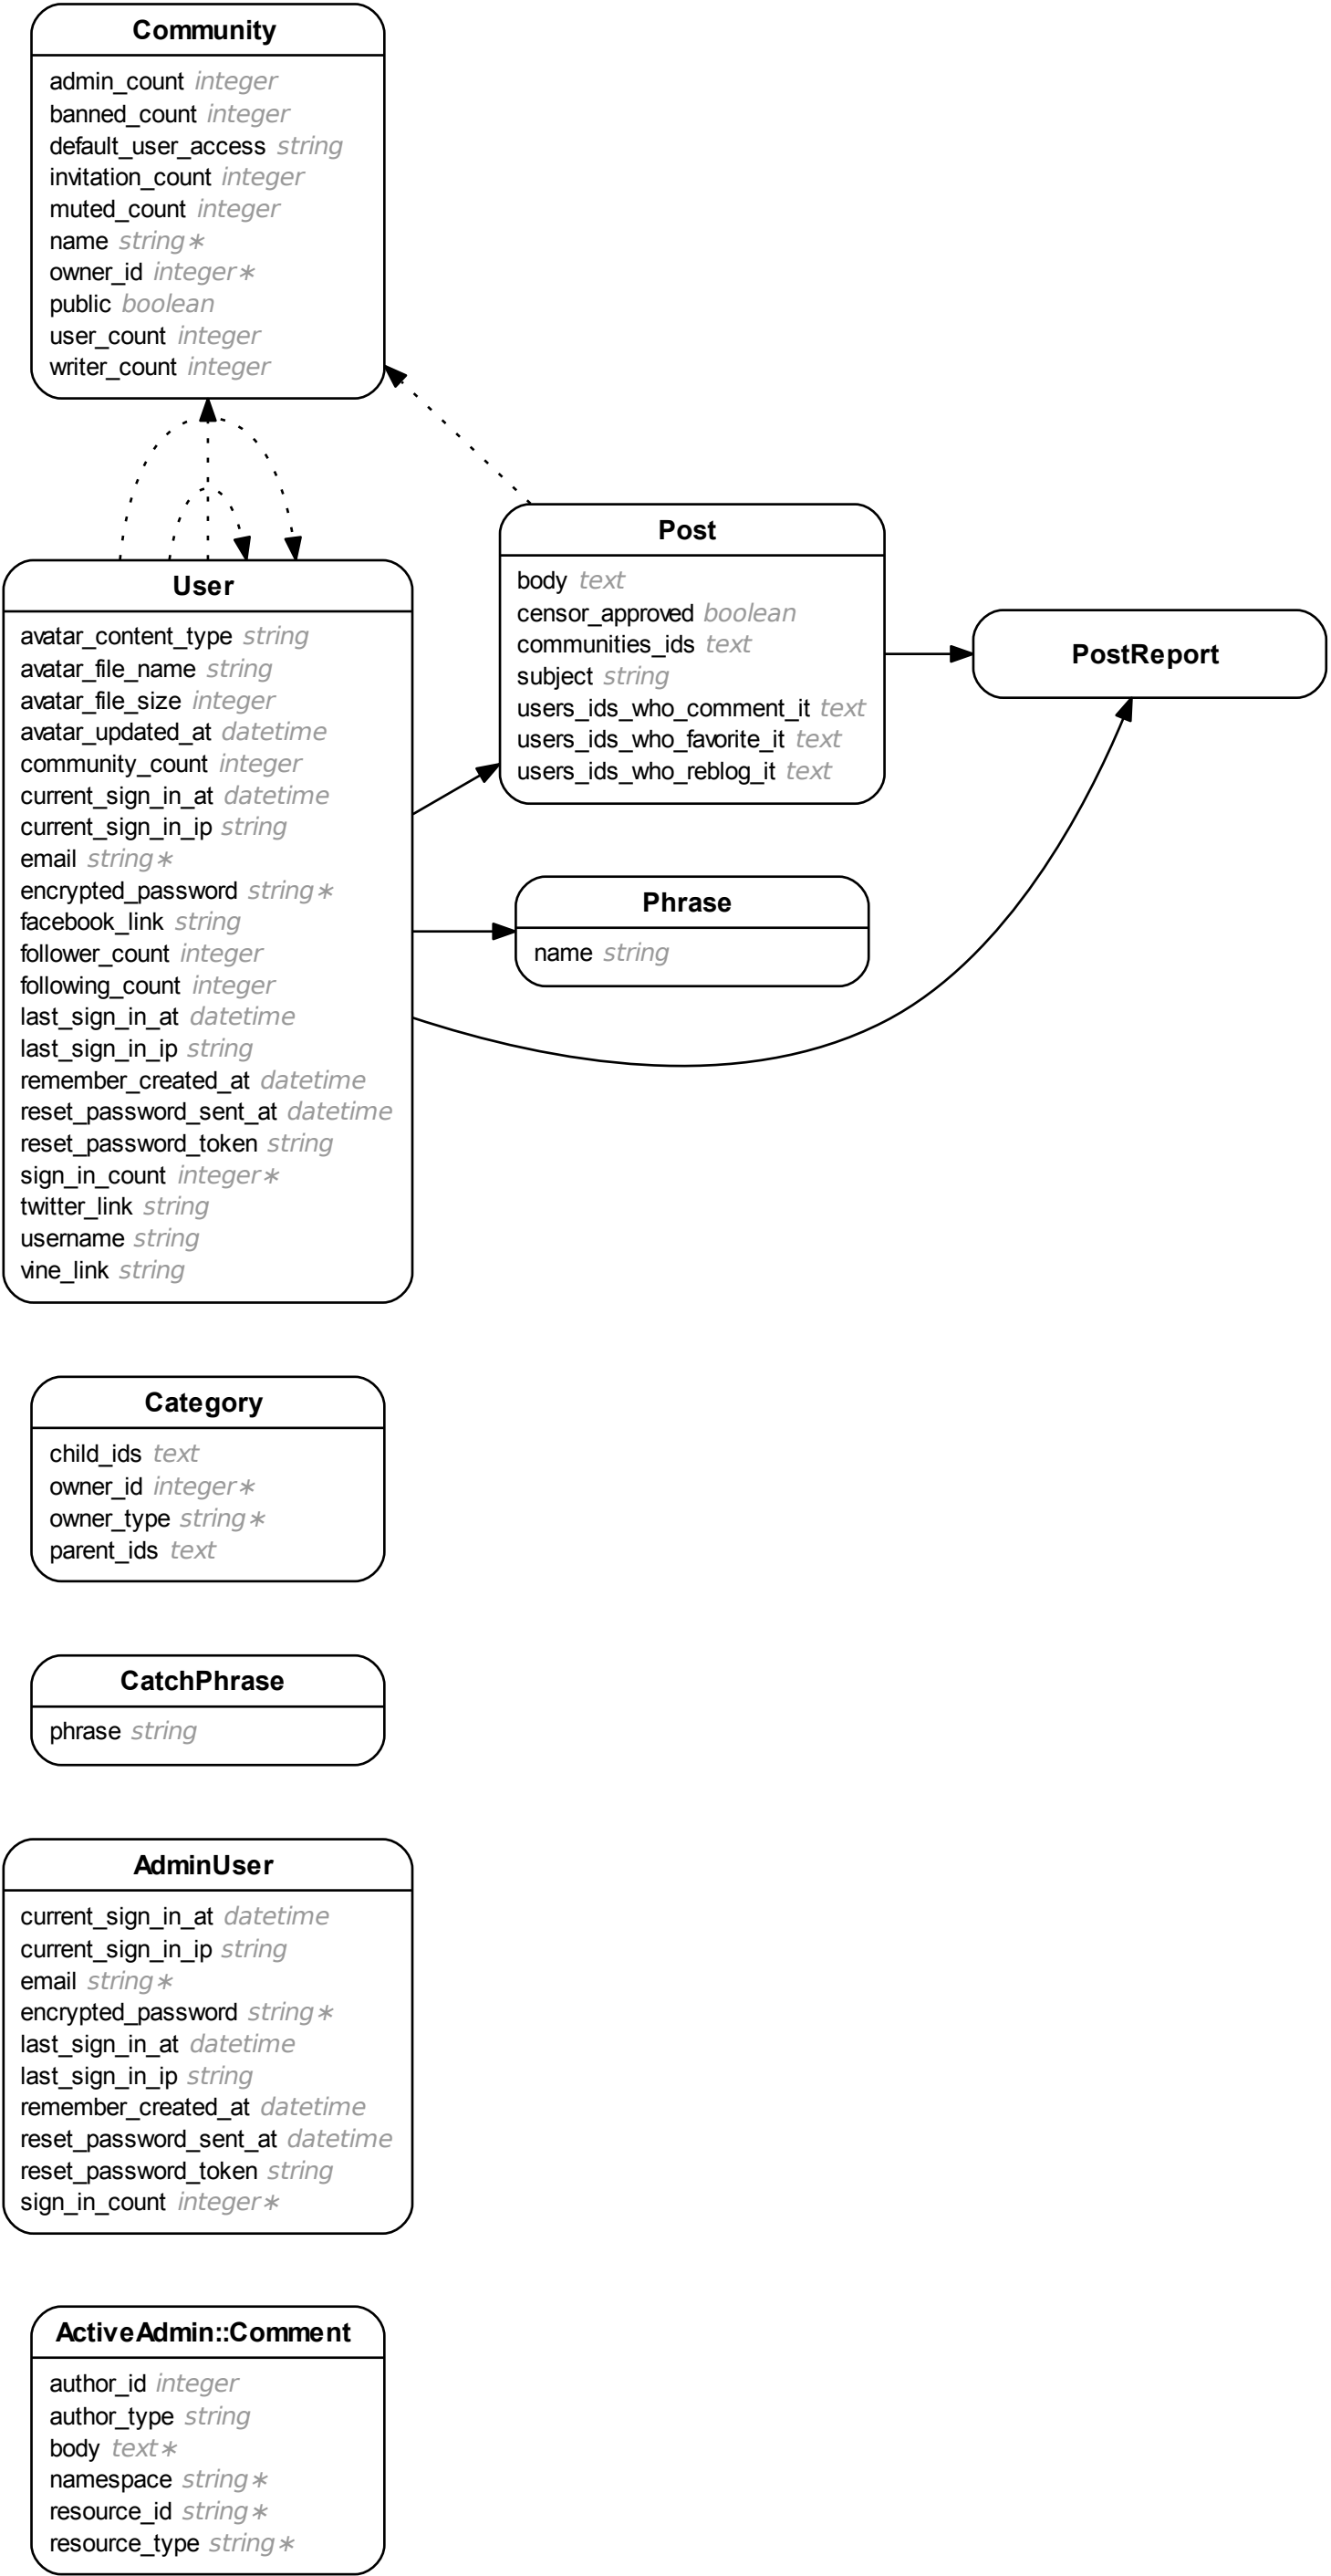 Community
admin_count integer
banned_count integer
default_user_access string
invitation_count integer
muted_count integer
name string∗
owner_id integer∗
public boolean
user_count integer
writer_count integer
User
avatar_content_type string
avatar_file_name string
avatar_file_size integer
avatar_updated_at datetime
community_count integer
current_sign_in_at datetime
current_sign_in_ip string
email string∗
encrypted_password string∗
facebook_link string
follower_count integer
following_count integer
last_sign_in_at datetime
last_sign_in_ip string
remember_created_at datetime
reset_password_sent_at datetime
reset_password_token string
sign_in_count integer∗
twitter_link string
username string
vine_link string
Post
body text
censor_approved boolean
communities_ids text
subject string
users_ids_who_comment_it text
users_ids_who_favorite_it text
users_ids_who_reblog_it text
PostReport
Phrase
name string
Category
child_ids text
owner_id integer∗
owner_type string∗
parent_ids text
CatchPhrase
phrase string
AdminUser
current_sign_in_at datetime
current_sign_in_ip string
email string∗
encrypted_password string∗
last_sign_in_at datetime
last_sign_in_ip string
remember_created_at datetime
reset_password_sent_at datetime
reset_password_token string
sign_in_count integer∗
ActiveAdmin::Comment
author_id integer
author_type string
body text∗
namespace string∗
resource_id string∗
resource_type string∗